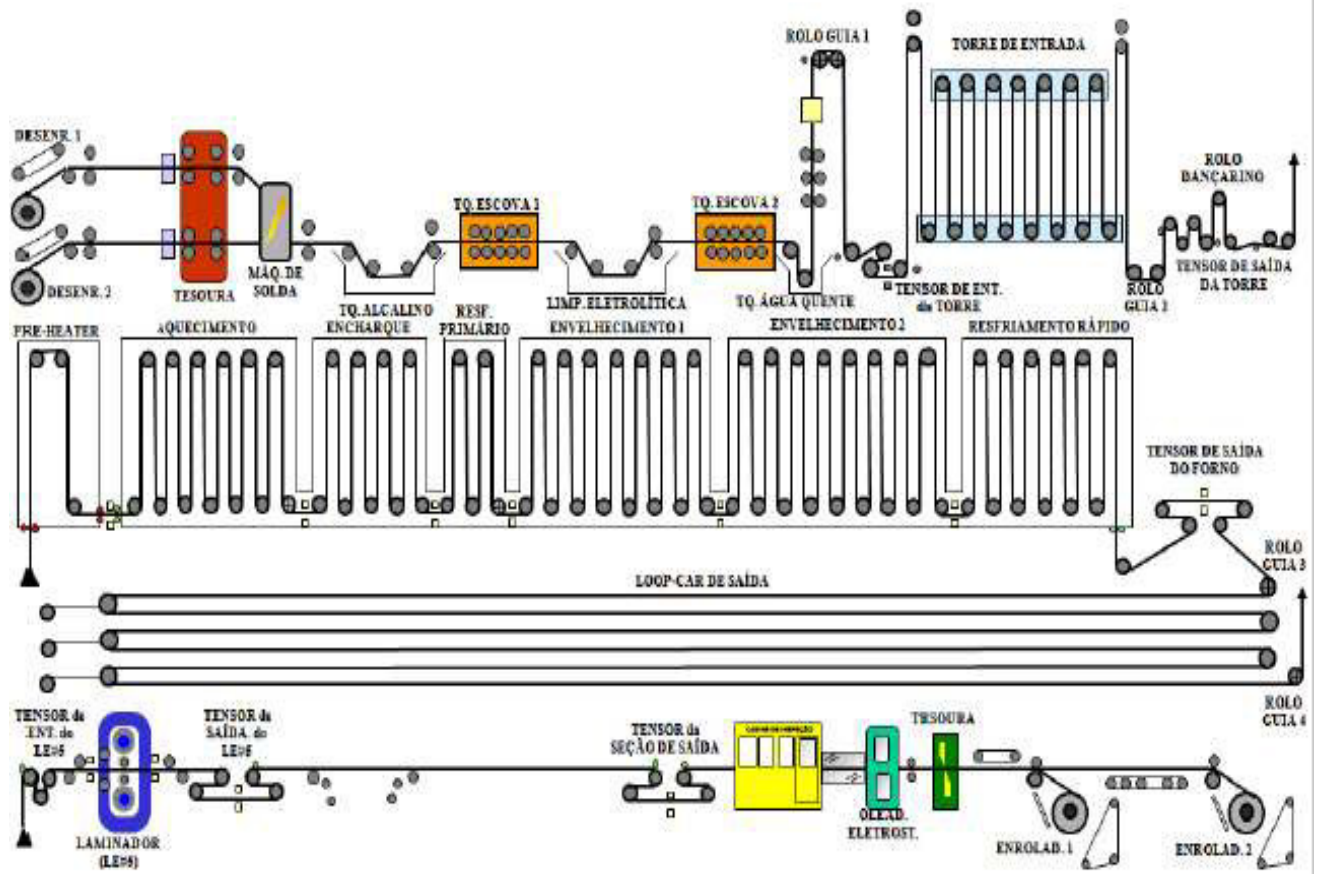 ROLO GUIA 1
TORRE DE ENTRADA
DESENR. 1
ROLO
DANÇARINO
TQ. ESCOVA 1
TQ. ESCOVA 2
DESENR. 2
TESOURA
MÁQ. DE
SOLDA
TQ. ALCALINO
LIMP. ELETROLÍTICA
TQ. ÁGUA QUENTE
TENSOR DE ENT.
da TORRE
ROLO
GUIA 2
TENSOR DE SAÍDA
DA TORRE
PRE-HEATER
AQUECIMENTO
ENCHARQUE
RESF.
PRIMÁRIO
ENVELHECIMENTO 1
ENVELHECIMENTO 2
RESFRIAMENTO RÁPIDO
TENSOR DE SAÍDA
DO FORNO
ROLO
GUIA 3
LOOP-CAR DE SAÍDA
ROLO
GUIA 4
TENSOR de
ENT. do
LE#6
TENSOR de
SAÍDA. do
LE#6
TENSOR da
SEÇÃO DE SAÍDA
TESOURA
LAMINADOR
(LE#6)
OLEAD.
ELETROST.
ENROLAD. 1
ENROLAD. 2